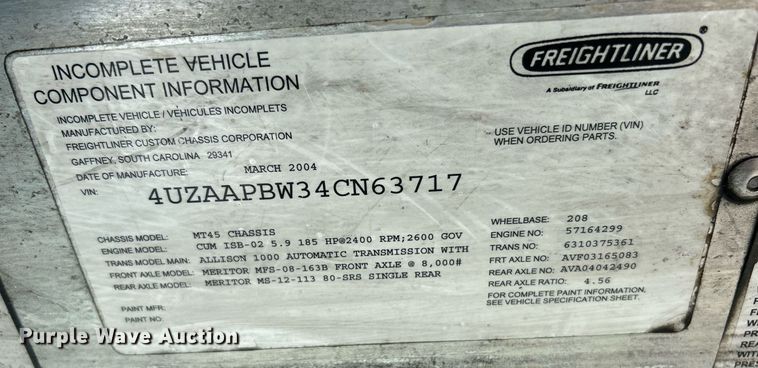 INCOMPLETE VEHICLE
COMPONENT INFORMATION
FREIGHTLINER®
A Subsidiary of FREIGHTLINER
LLC
INCOMPLETE VEHICLE / VÉHICULES INCOMPLETS
MANUFACTURED BY:
FREIGHTLINER CUSTOM CHASSIS CORPORATION
GAFFNEY, SOUTH CAROLINA 29341
DATE OF MANUFACTURE: MARCH 2004
USE VEHICLE ID NUMBER (VIN)
WHEN ORDERING PARTS.
VIN: 4UZAAPBW34CN63717
CHASSIS MODEL: MT45 CHASSIS
ENGINE MODEL: CUM ISB-02 5.9 185 HP@2400 RPM;2600 GOV
TRANS MODEL MAIN: ALLISON 1000 AUTOMATIC TRANSMISSION WITH
FRONT AXLE MODEL: MERITOR MFS-08-163B FRONT AXLE @ 8,000#
REAR AXLE MODEL: MERITOR MS-12-113 80-SRS SINGLE REAR
PAINT MFR:
PAINT NO:
WHEELBASE: 208
ENGINE NO: 57164299
TRANS NO: 6310375361
FRT AXLE NO: AVF03165083
REAR AXLE NO: AVA04042490
REAR AXLE RATIO: 4.56
FOR COMPLETE PAINT INFORMATION,
SEE VEHICLE SPECIFICATION SHEET.
Purple Wave Auction